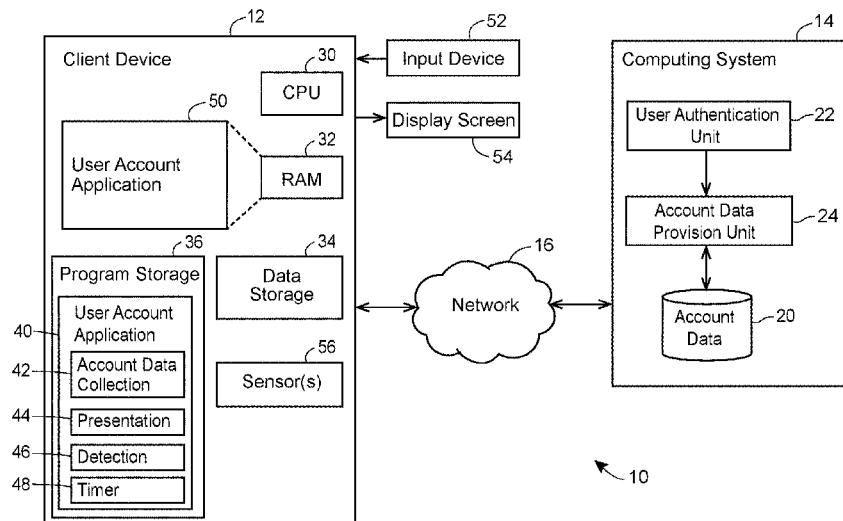 12
Client Device
30
CPU
50
User Account
Application
32
RAM
36
Program Storage
34
Data
Storage
40
User Account
Application
42
Account Data
Collection
44
Presentation
46
Detection
48
Timer
56
Sensor(s)
52
Input Device
Display Screen
54
16
Network
14
Computing System
User Authentication
Unit
22
Account Data
Provision Unit
24
Account
Data
20
10